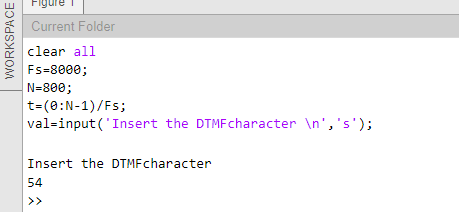 Figure 1
Current Folder
WORKSPACE
clear all
Fs=8000;
N=800;
t=(0:N-1)/Fs;
val=input('Insert the DTMFcharacter \n','s');
Insert the DTMFcharacter
54
>>